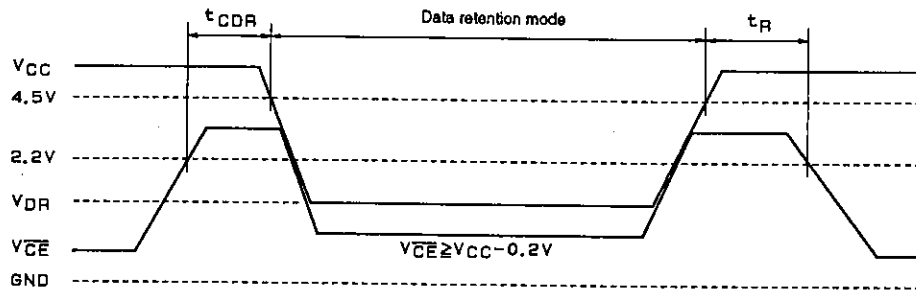 tCDR
Data retention mode
tR
VCC
4.5V
2.2V
VDR
VCE
VCE≥VCC-0.2V
GND